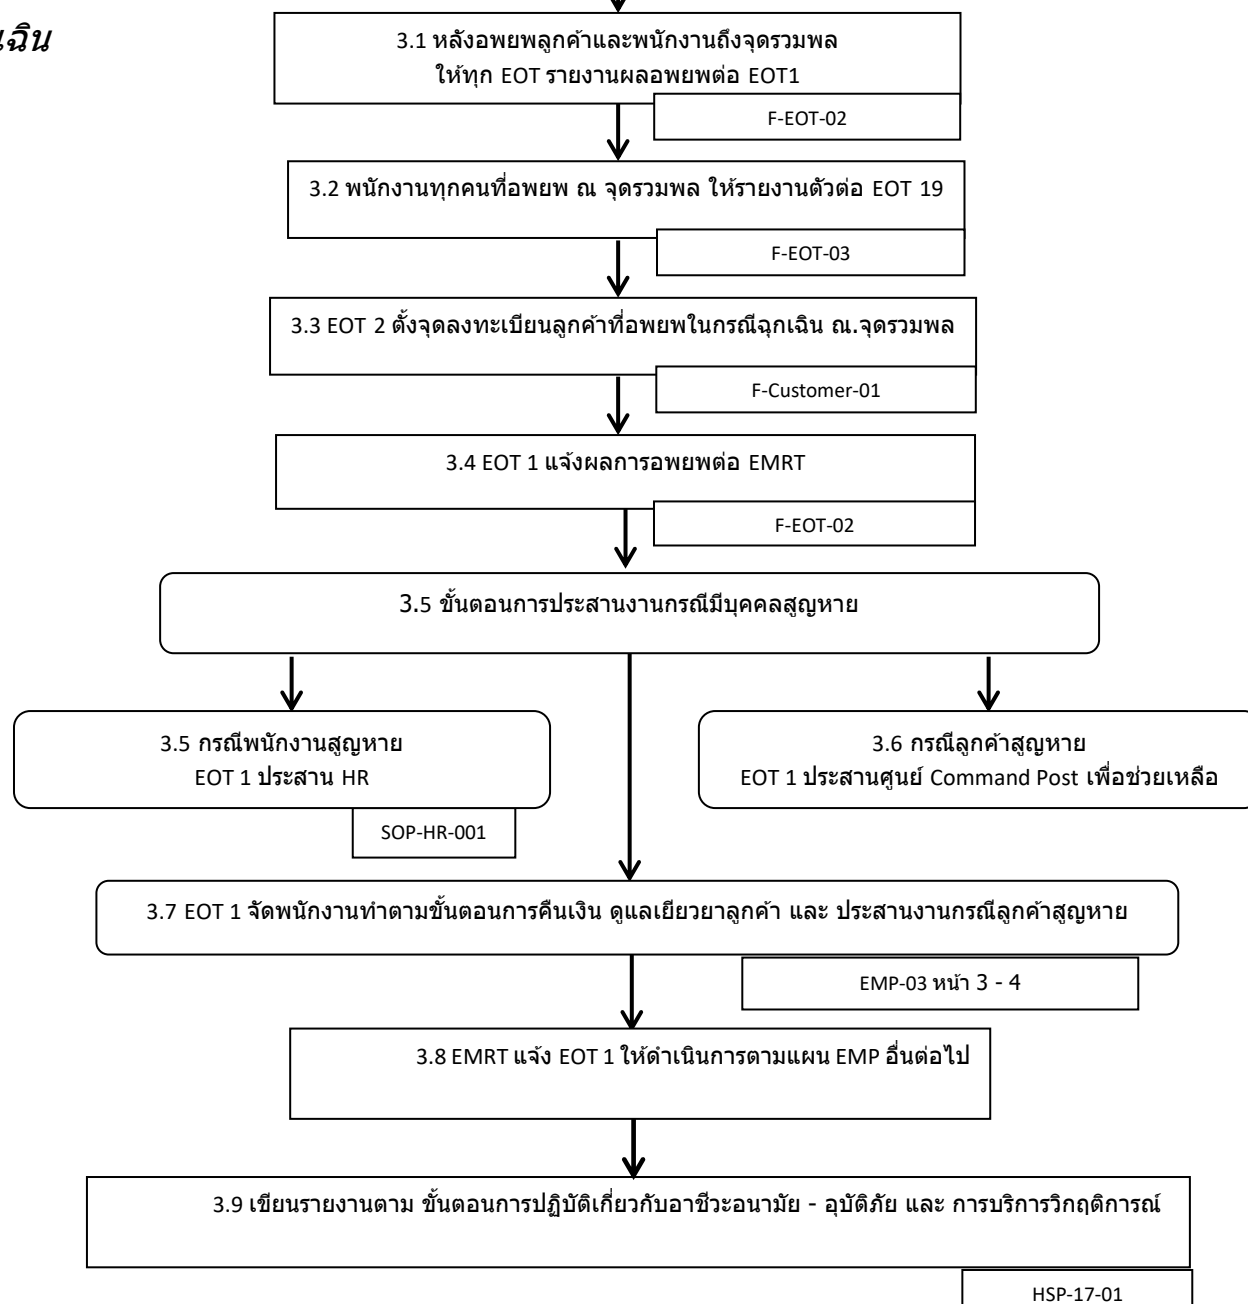 3.1 หลังอพยพลูกค้าและพนักงานถึงจุดรวมพล
ให้ทุก EOT รายงานผลอพยพต่อ EOT1
F-EOT-02
3.2 พนักงานทุกคนที่อพยพ ณ จุดรวมพล ให้รายงานตัวต่อ EOT 19
F-EOT-03
3.3 EOT 2 ตั้งจุดลงทะเบียนลูกค้าที่อพยพในกรณีฉุกเฉิน ณ.จุดรวมพล
F-Customer-01
3.4 EOT 1 แจ้งผลการอพยพต่อ EMRT
F-EOT-02
3.5 ขั้นตอนการประสานงานกรณีมีบุคคลสูญหาย
3.5 กรณีพนักงานสูญหาย
EOT 1 ประสาน HR
SOP-HR-001
3.6 กรณีลูกค้าสูญหาย
EOT 1 ประสานศูนย์ Command Post เพื่อช่วยเหลือ
3.7 EOT 1 จัดพนักงานทำตามขั้นตอนการคืนเงิน ดูแลเยียวยาลูกค้า และ ประสานงานกรณีลูกค้าสูญหาย
EMP-03 หน้า 3 - 4
3.8 EMRT แจ้ง EOT 1 ให้ดำเนินการตามแผน EMP อื่นต่อไป
3.9 เขียนรายงานตาม ขั้นตอนการปฏิบัติเกี่ยวกับอาชีวะอนามัย - อุบัติภัย และ การบริการวิกฤติการณ์
HSP-17-01